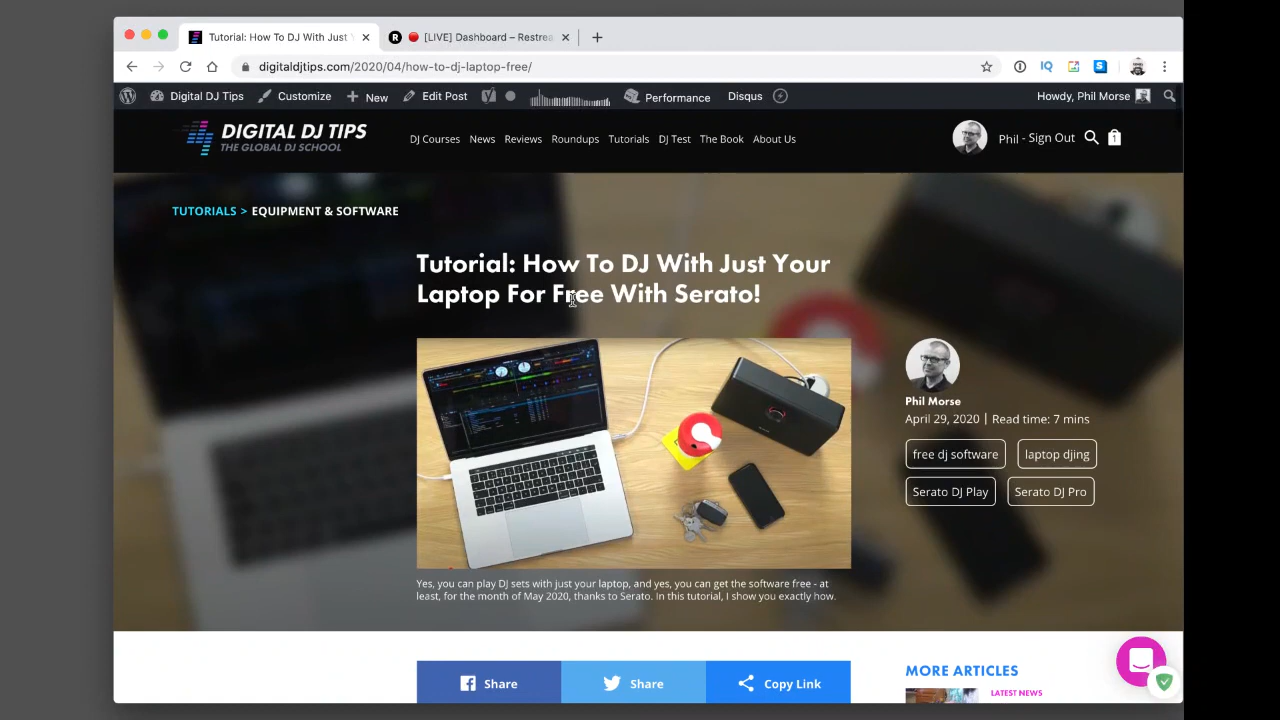 Tutorial: How To DJ With Just Y
[LIVE] Dashboard – Restrea
digitaldjtips.com/2020/04/how-to-dj-laptop-free/
IQ
Digital DJ Tips
Customize
New
Edit Post
Performance
Disqus
Howdy, Phil Morse
DIGITAL DJ TIPS
THE GLOBAL DJ SCHOOL
DJ Courses
News
Reviews
Roundups
Tutorials
DJ Test
The Book
About Us
Phil - Sign Out
1
TUTORIALS > EQUIPMENT & SOFTWARE
Tutorial: How To DJ With Just Your
Laptop For Free With Serato!
Phil Morse
April 29, 2020 | Read time: 7 mins
free dj software
laptop djing
Serato DJ Play
Serato DJ Pro
Yes, you can play DJ sets with just your laptop, and yes, you can get the software free - at
least, for the month of May 2020, thanks to Serato. In this tutorial, I show you exactly how.
Share
Share
Copy Link
MORE ARTICLES
LATEST NEWS